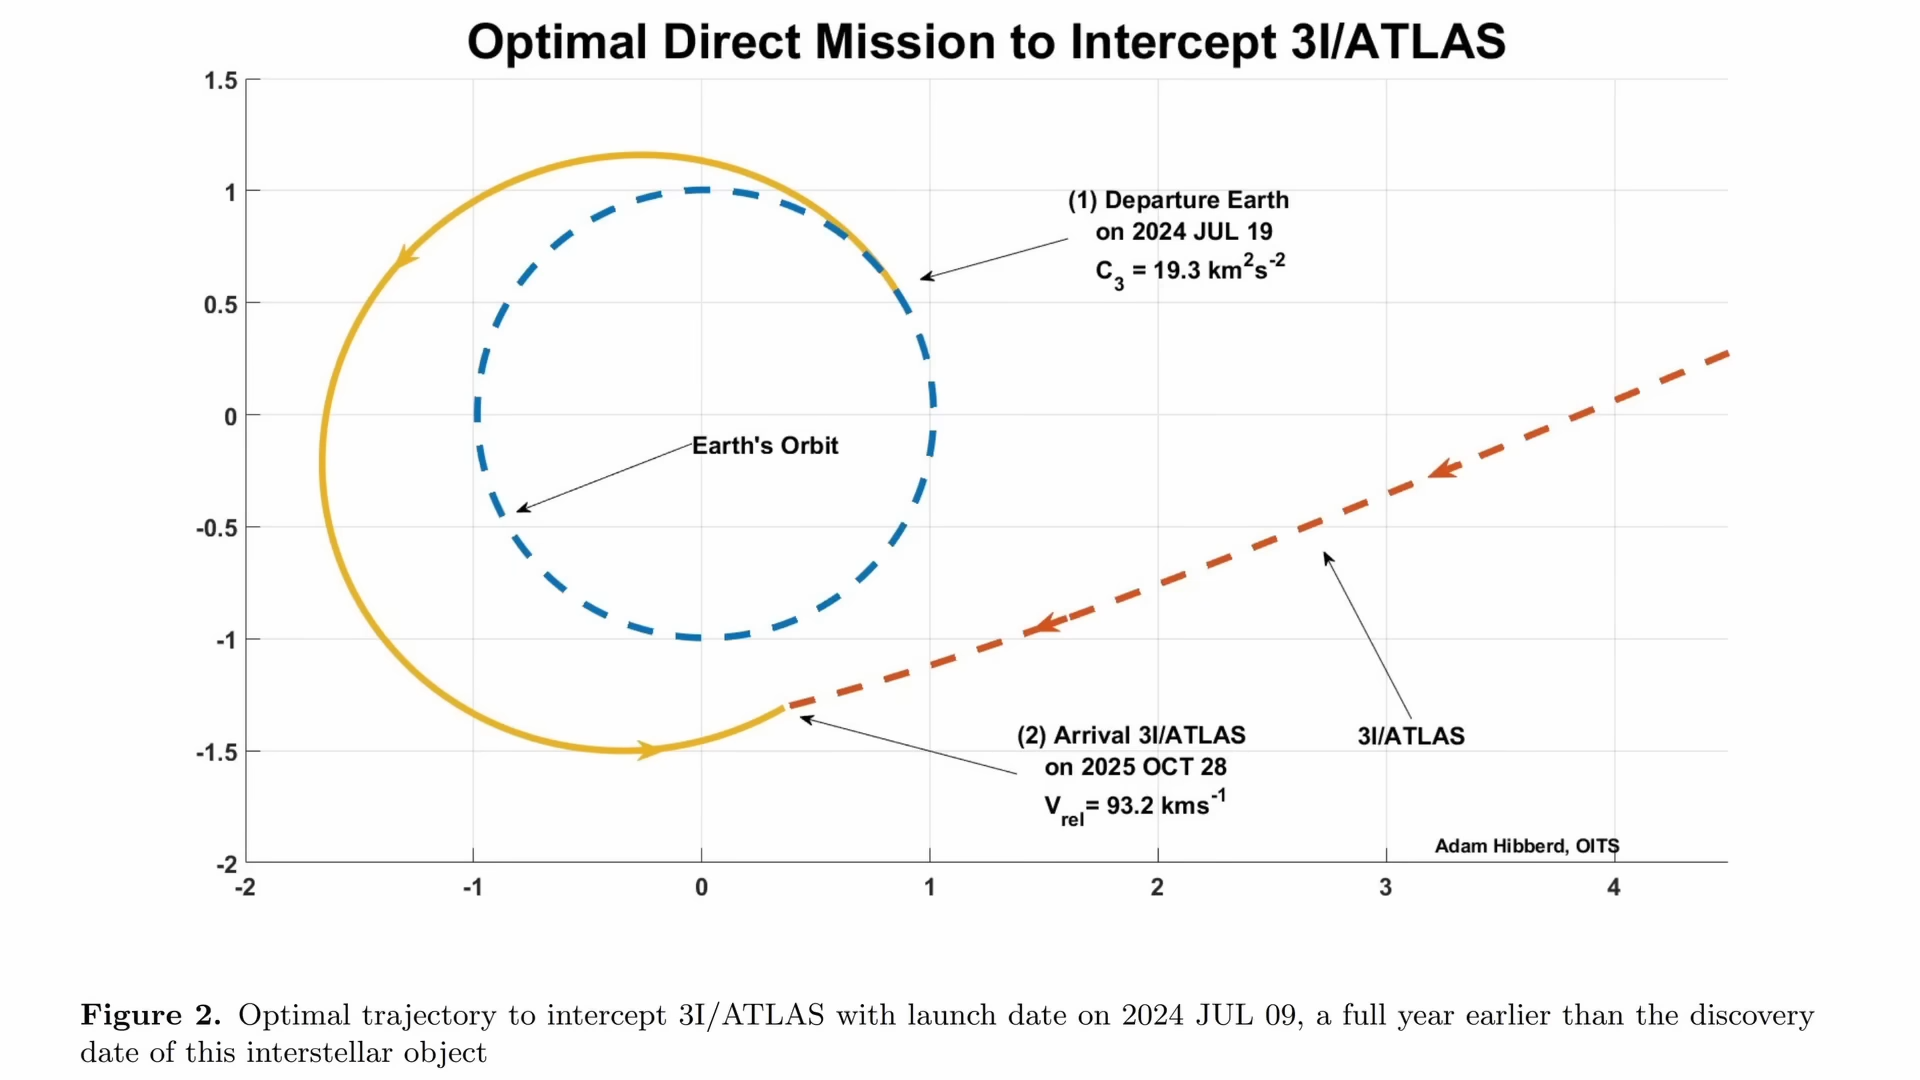 Optimal Direct Mission to Intercept 3I/ATLAS
1.5
1
0.5
0
-0.5
-1
-1.5
-2
(1) Departure Earth
on 2024 JUL 19
C3 = 19.3 km2s-2
Earth's Orbit
(2) Arrival 3I/ATLAS
on 2025 OCT 28
Vrel= 93.2 kms-1
3I/ATLAS
Adam Hibberd, OITS
-2
-1
0
1
2
3
4
Figure 2. Optimal trajectory to intercept 3I/ATLAS with launch date on 2024 JUL 09, a full year earlier than the discovery
date of this interstellar object